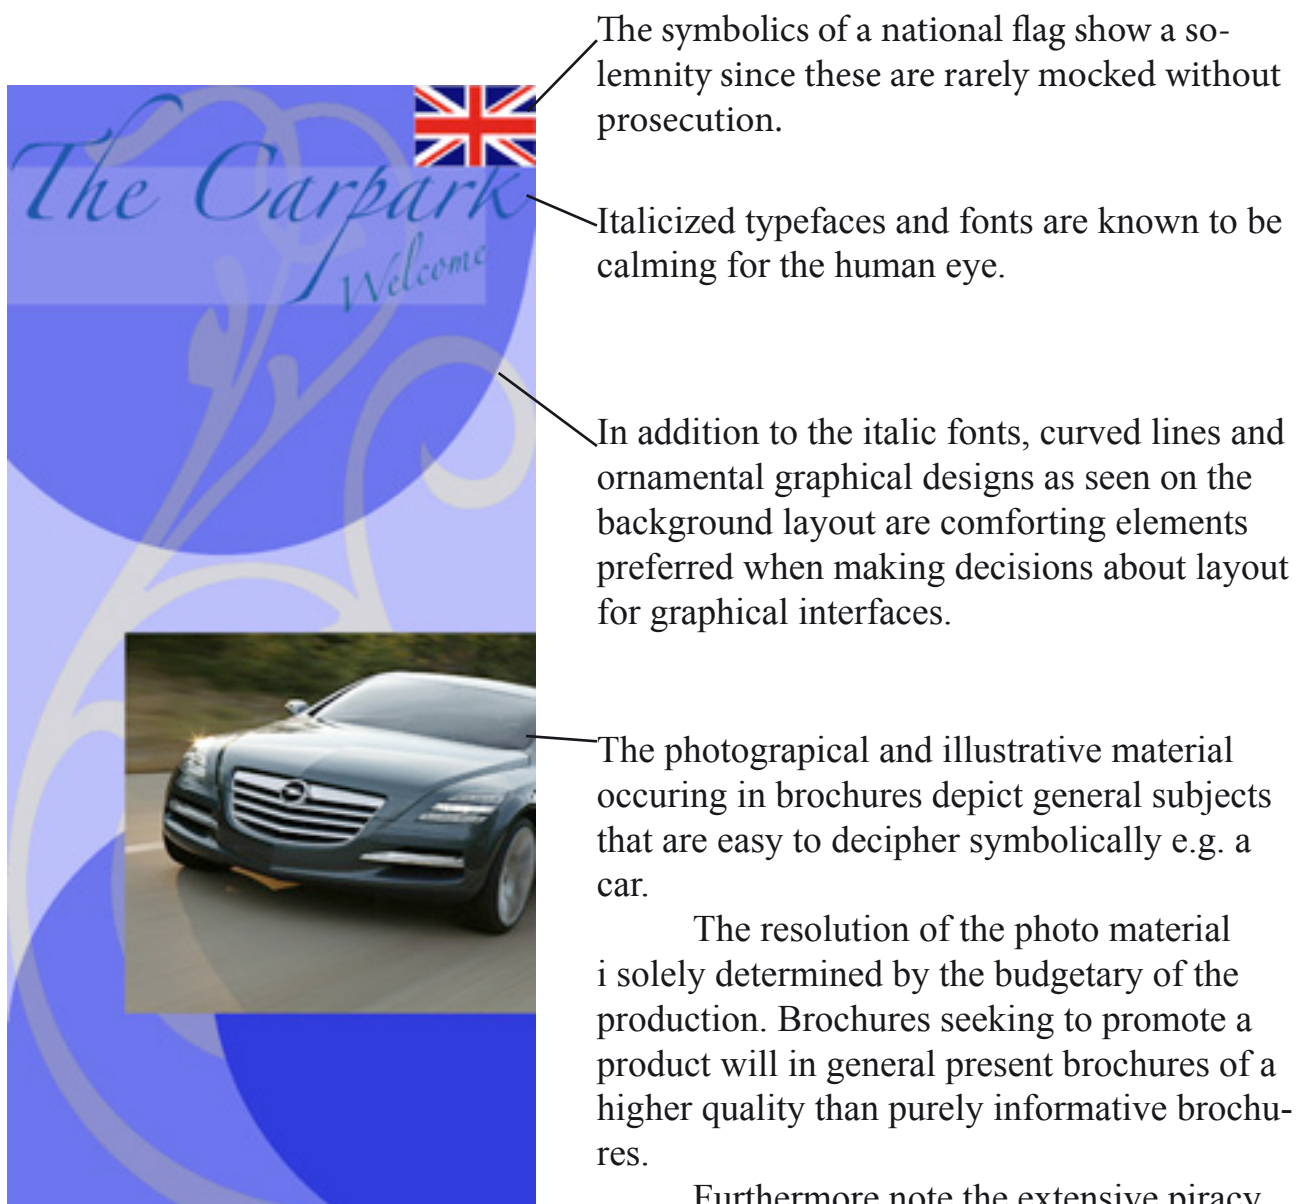 The Carpark
Welcome
The symbolics of a national flag show a so-
lemnity since these are rarely mocked without
prosecution.
Italicized typefaces and fonts are known to be
calming for the human eye.
In addition to the italic fonts, curved lines and
ornamental graphical designs as seen on the
background layout are comforting elements
preferred when making decisions about layout
for graphical interfaces.
The photograpical and illustrative material
occuring in brochures depict general subjects
that are easy to decipher symbolically e.g. a
car.
The resolution of the photo material
i solely determined by the budgetary of the
production. Brochures seeking to promote a
product will in general present brochures of a
higher quality than purely informative brochu-
res.
Furthermore note the extensive piracy